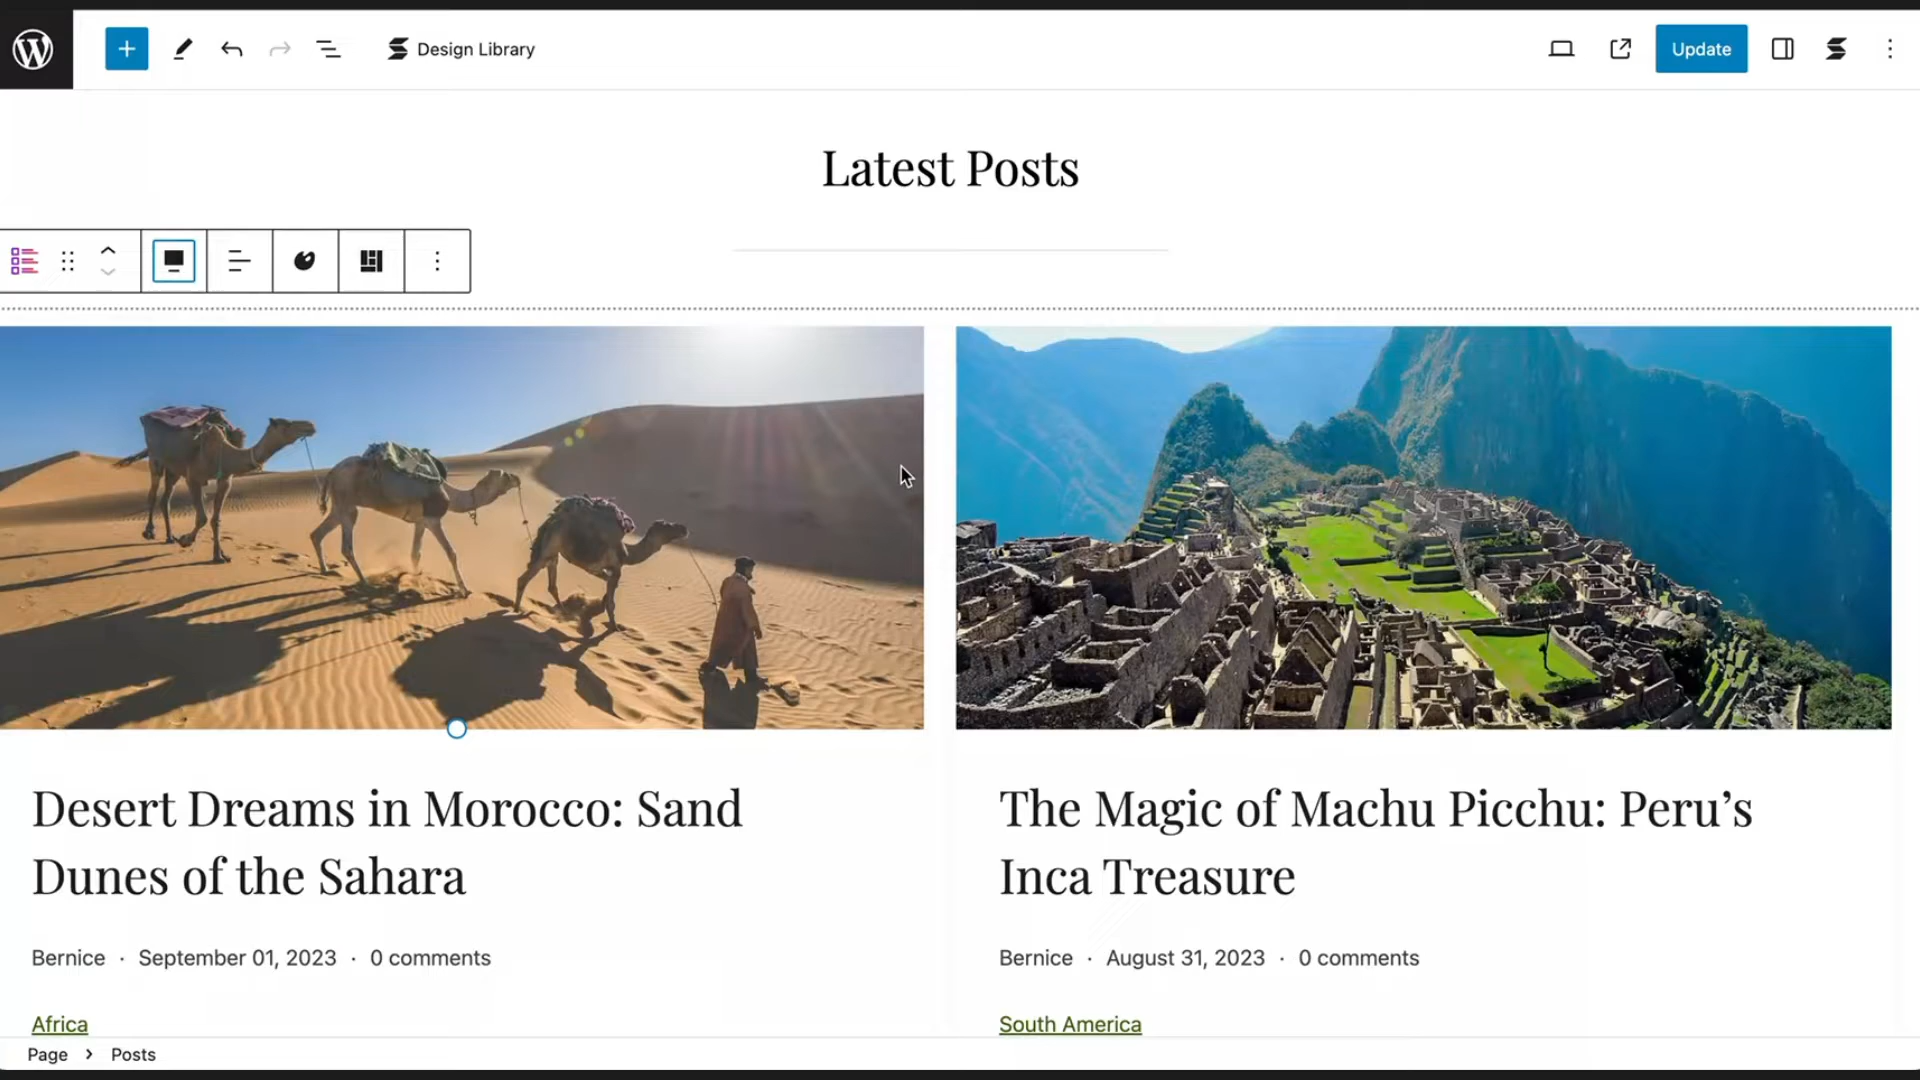 Design Library
Update
Latest Posts
Desert Dreams in Morocco: Sand
Dunes of the Sahara
Bernice · September 01, 2023 · 0 comments
Africa
The Magic of Machu Picchu: Peru’s
Inca Treasure
Bernice · August 31, 2023 · 0 comments
South America
Page > Posts